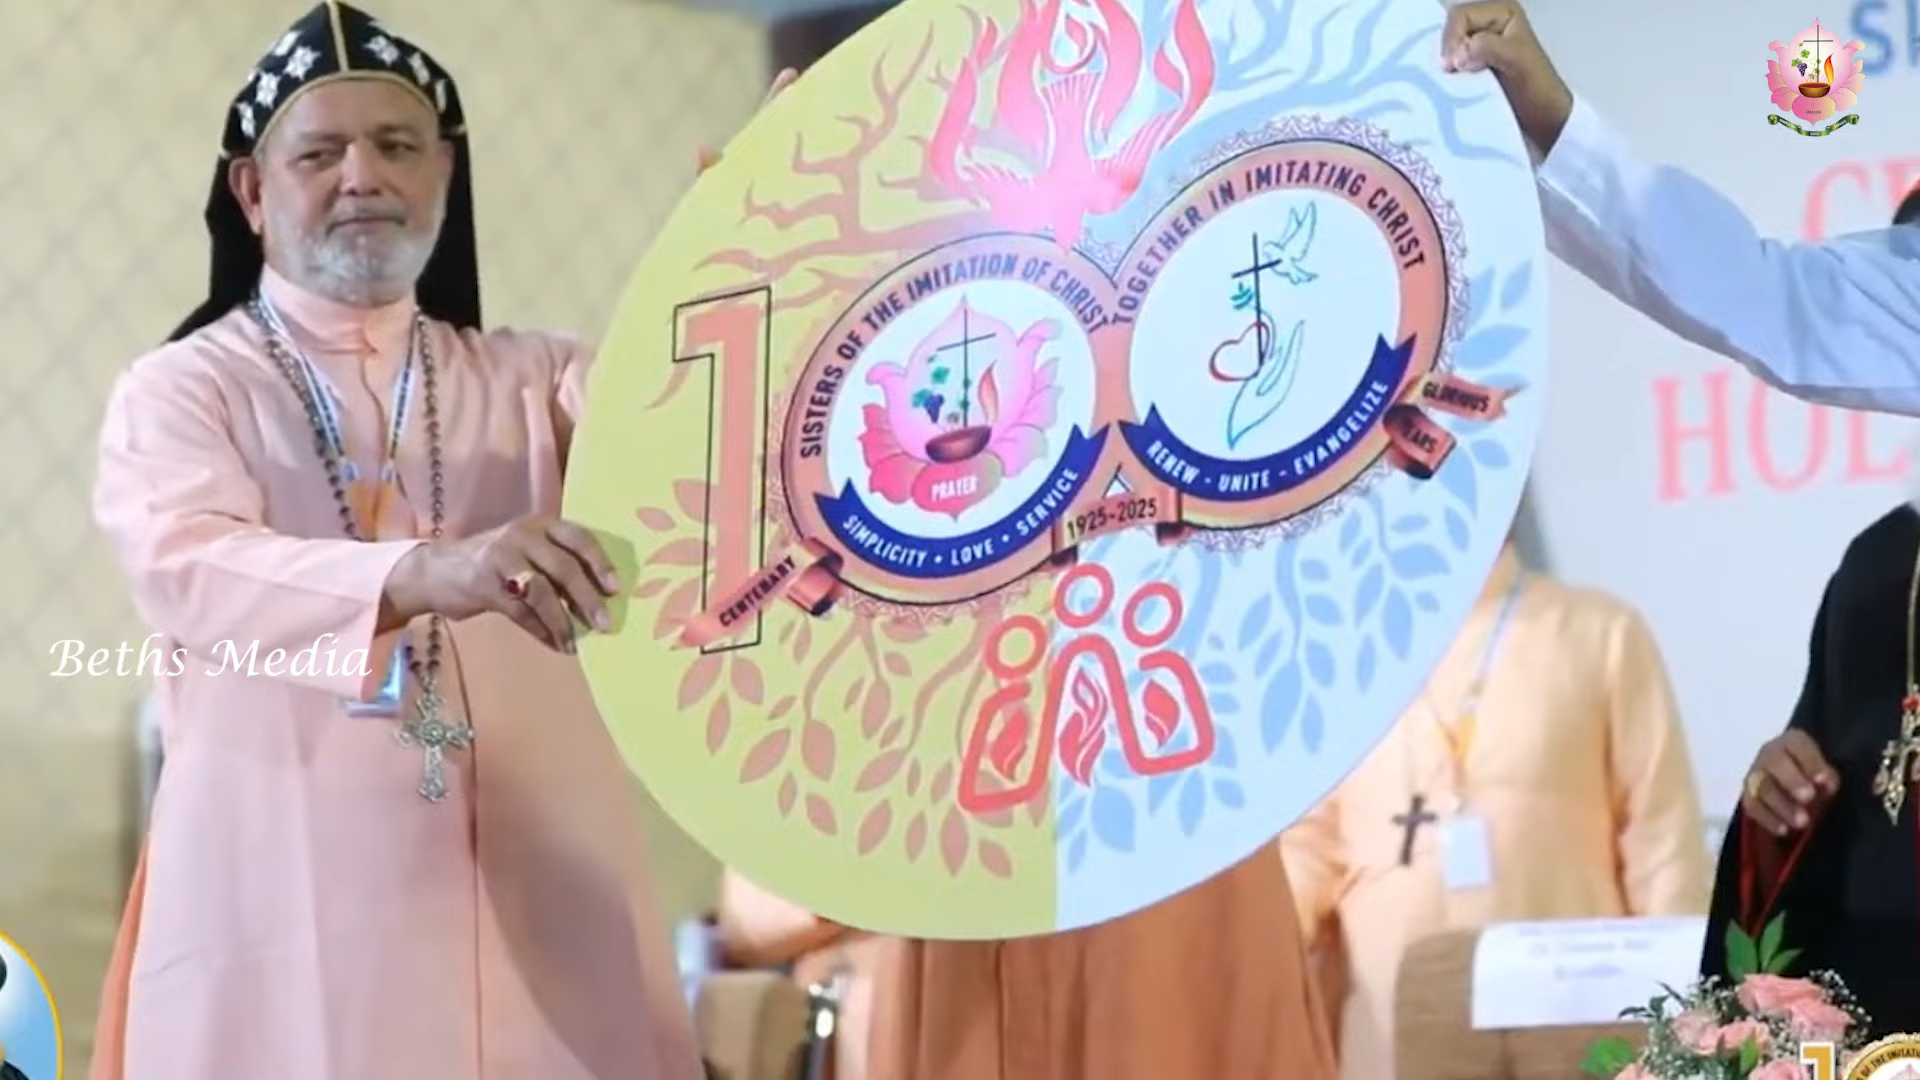 SISTERS OF THE IMITATION OF CHRIST
TOGETHER IN IMITATING CHRIST
PRAYER
SIMPLICITY • LOVE • SERVICE
RENEW - UNITE - EVANGELIZE
CENTENARY
1925-2025
GLORIOUS
YEARS
100
Beths Media
HOL